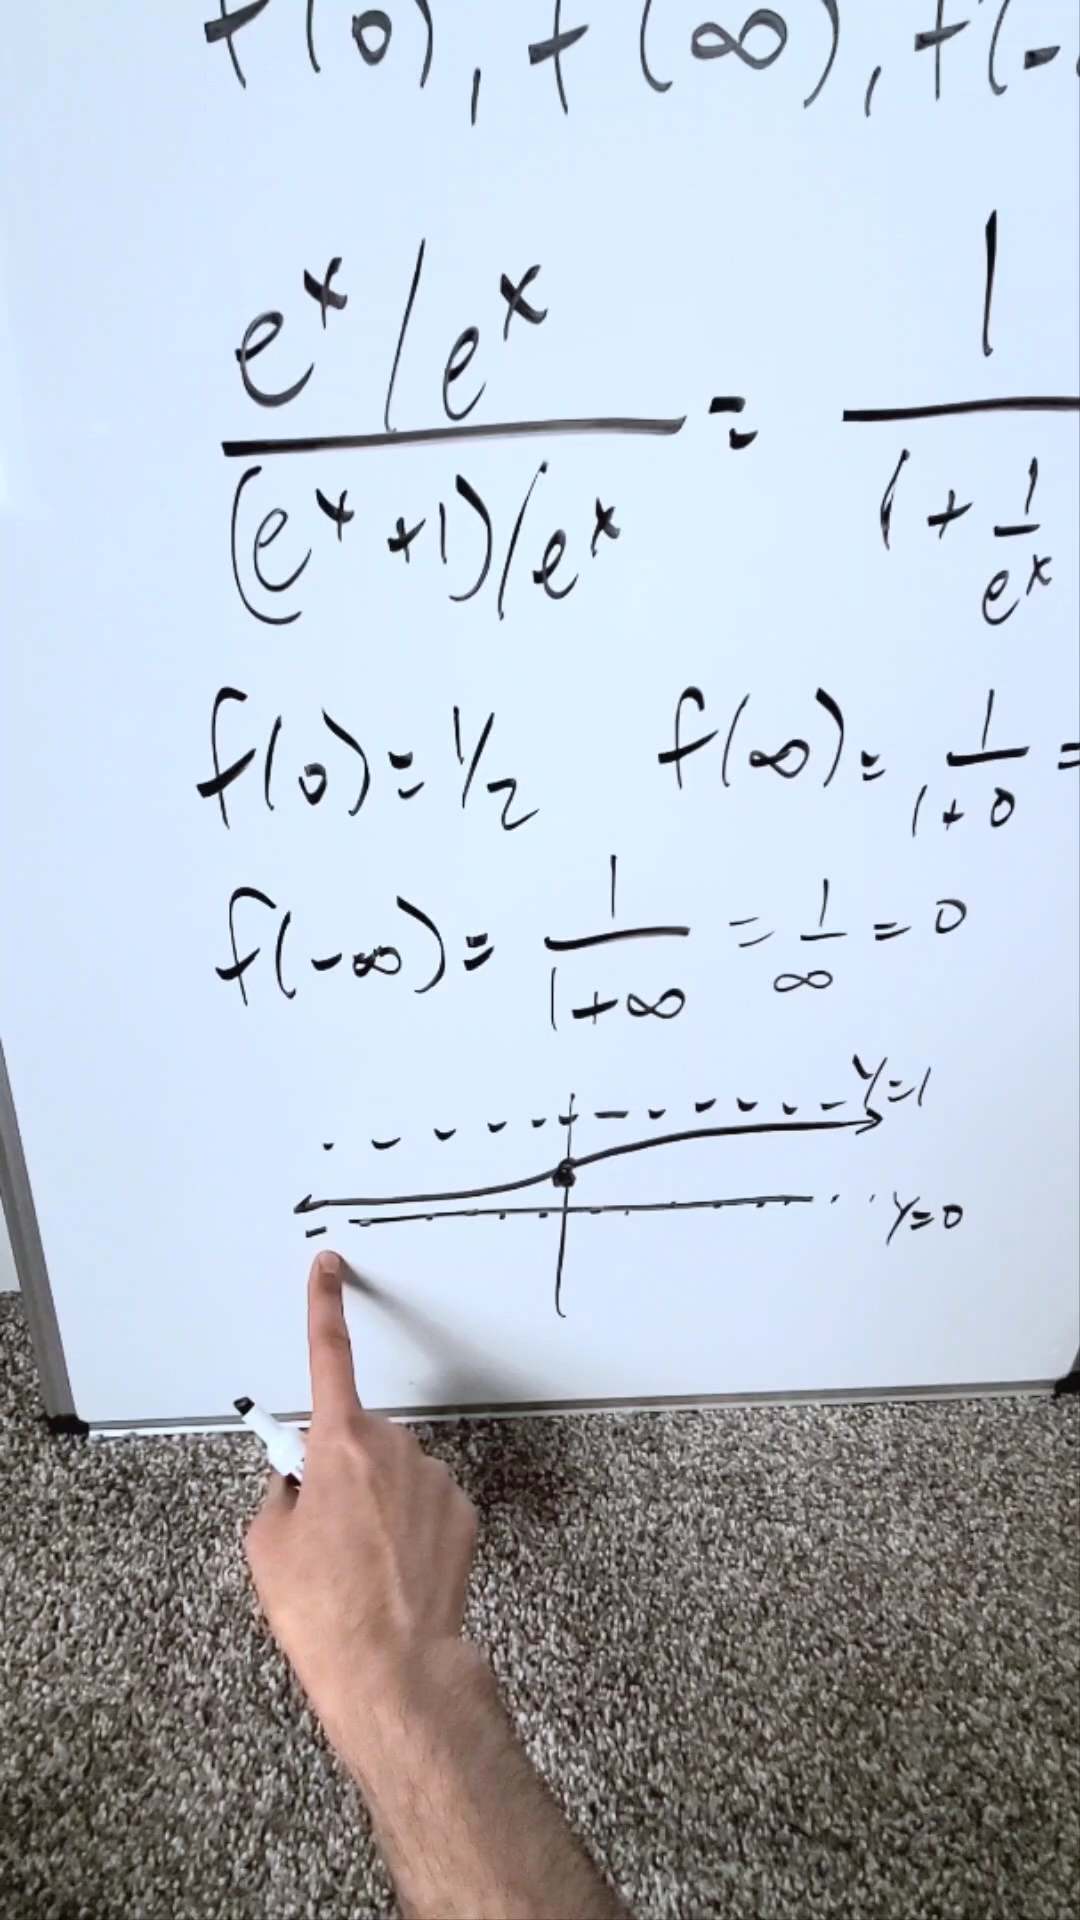 f(0), f(∞), f(-
e^x/e^x / (e^x+1)/e^x = 1 / (1 + 1/e^x
f(0) = 1/2 f(∞) = 1/(1+0) =
f(-∞) = 1/(1+∞) = 1/∞ = 0
y=1
y=0